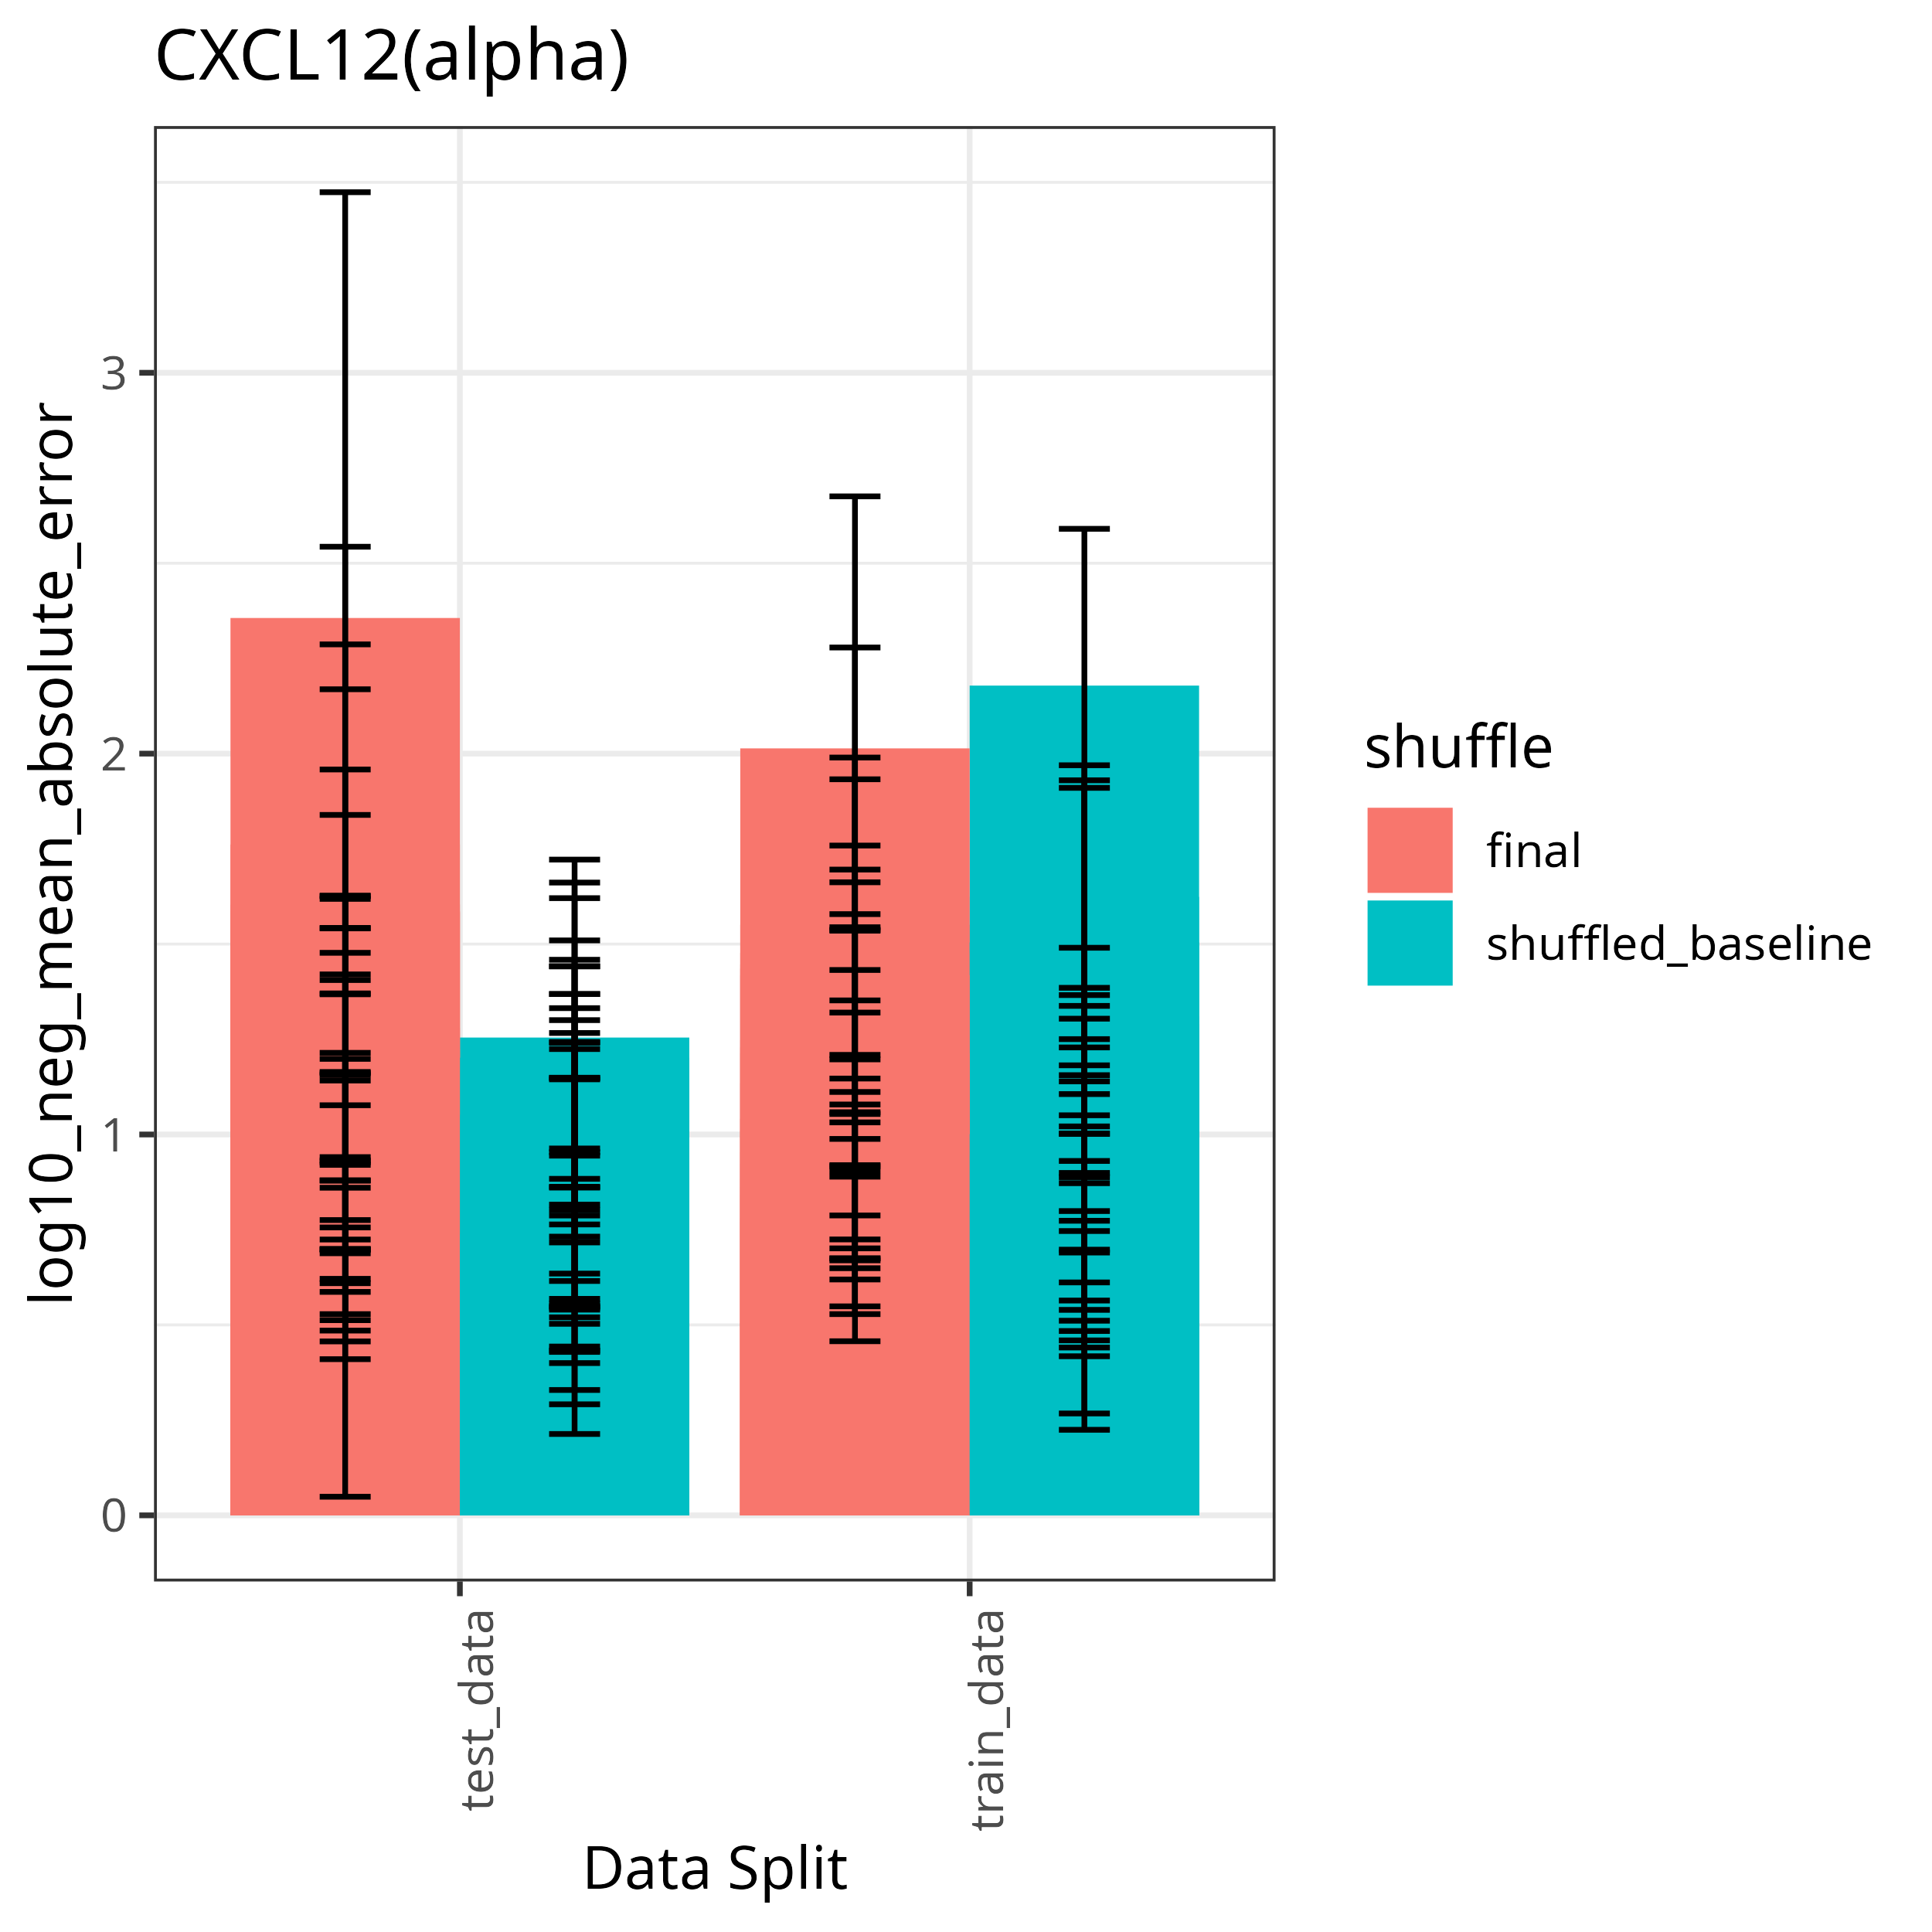 CXCL12(alpha)
log10_neg_mean_absolute_error
3
2
1
0
test_data
train_data
Data Split
shuffle
final
shuffled_baseline